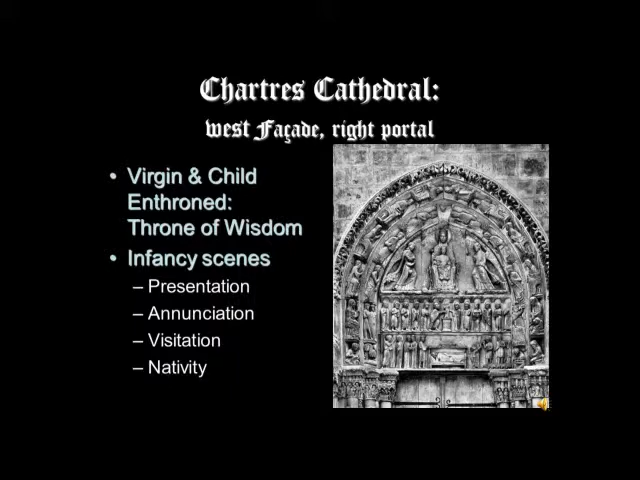 Chartres Cathedral:
west Façade, right portal
• Virgin & Child
Enthroned:
Throne of Wisdom
• Infancy scenes
– Presentation
– Annunciation
– Visitation
– Nativity